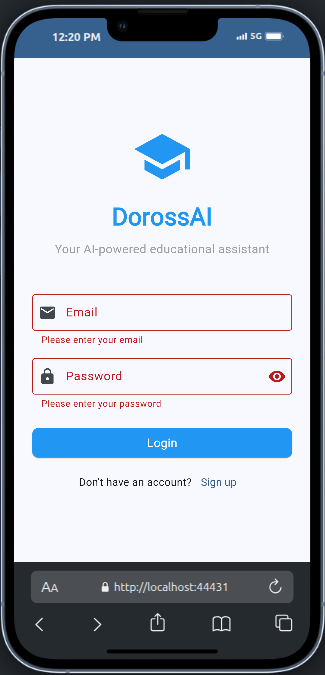 12:20 PM
5G
DorossAI
Your AI-powered educational assistant
Email
Please enter your email
Password
Please enter your password
Login
Don't have an account? Sign up
AA
http://localhost:44431